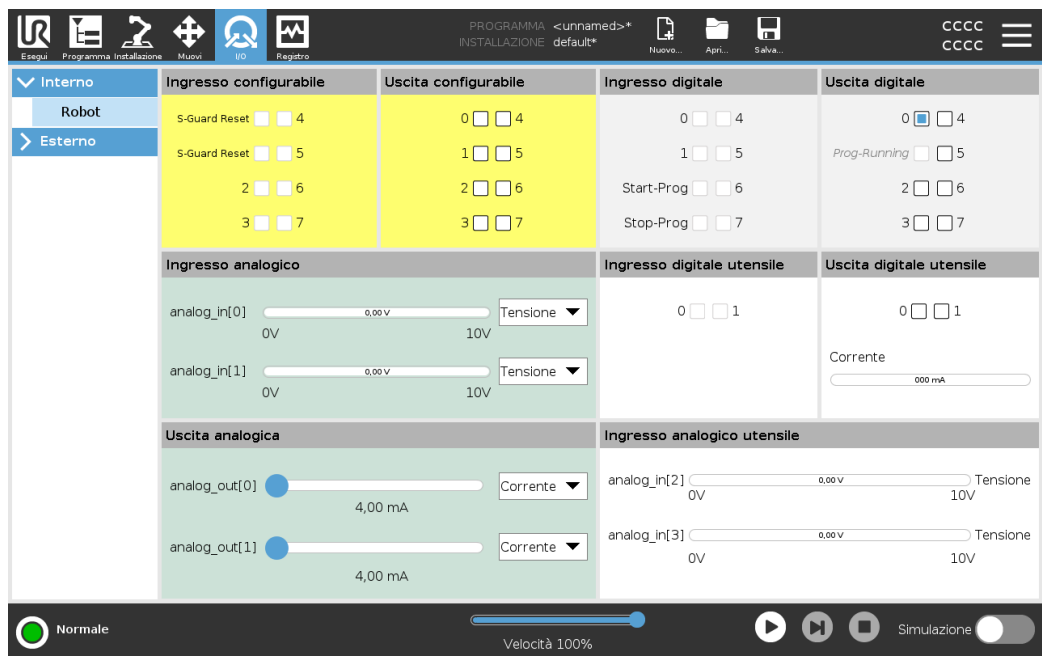 PROGRAMMA <unnamed>*
INSTALLAZIONE default*
CCCC
CCCC
UR
Esegui Programma Installazione Muovi I/O Registro Nuovo... Apri... Salva...
Interno
Robot
Esterno
Ingresso configurabile
S-Guard Reset 4
S-Guard Reset 5
2 6
3 7
Uscita configurabile
0 4
1 5
2 6
3 7
Ingresso digitale
0 4
1 5
Start-Prog 6
Stop-Prog 7
Uscita digitale
0 4
Prog-Running 5
2 6
3 7
Ingresso analogico
analog_in[0] 0,00 V Tensione
0V 10V
analog_in[1] 0,00 V Tensione
0V 10V
Ingresso digitale utensile
0 1
Uscita digitale utensile
0 1
Corrente
000 mA
Uscita analogica
analog_out[0] Corrente
4,00 mA
analog_out[1] Corrente
4,00 mA
Ingresso analogico utensile
analog_in[2] 0,00 V Tensione
0V 10V
analog_in[3] 0,00 V Tensione
0V 10V
Normale
Velocità 100%
Simulazione